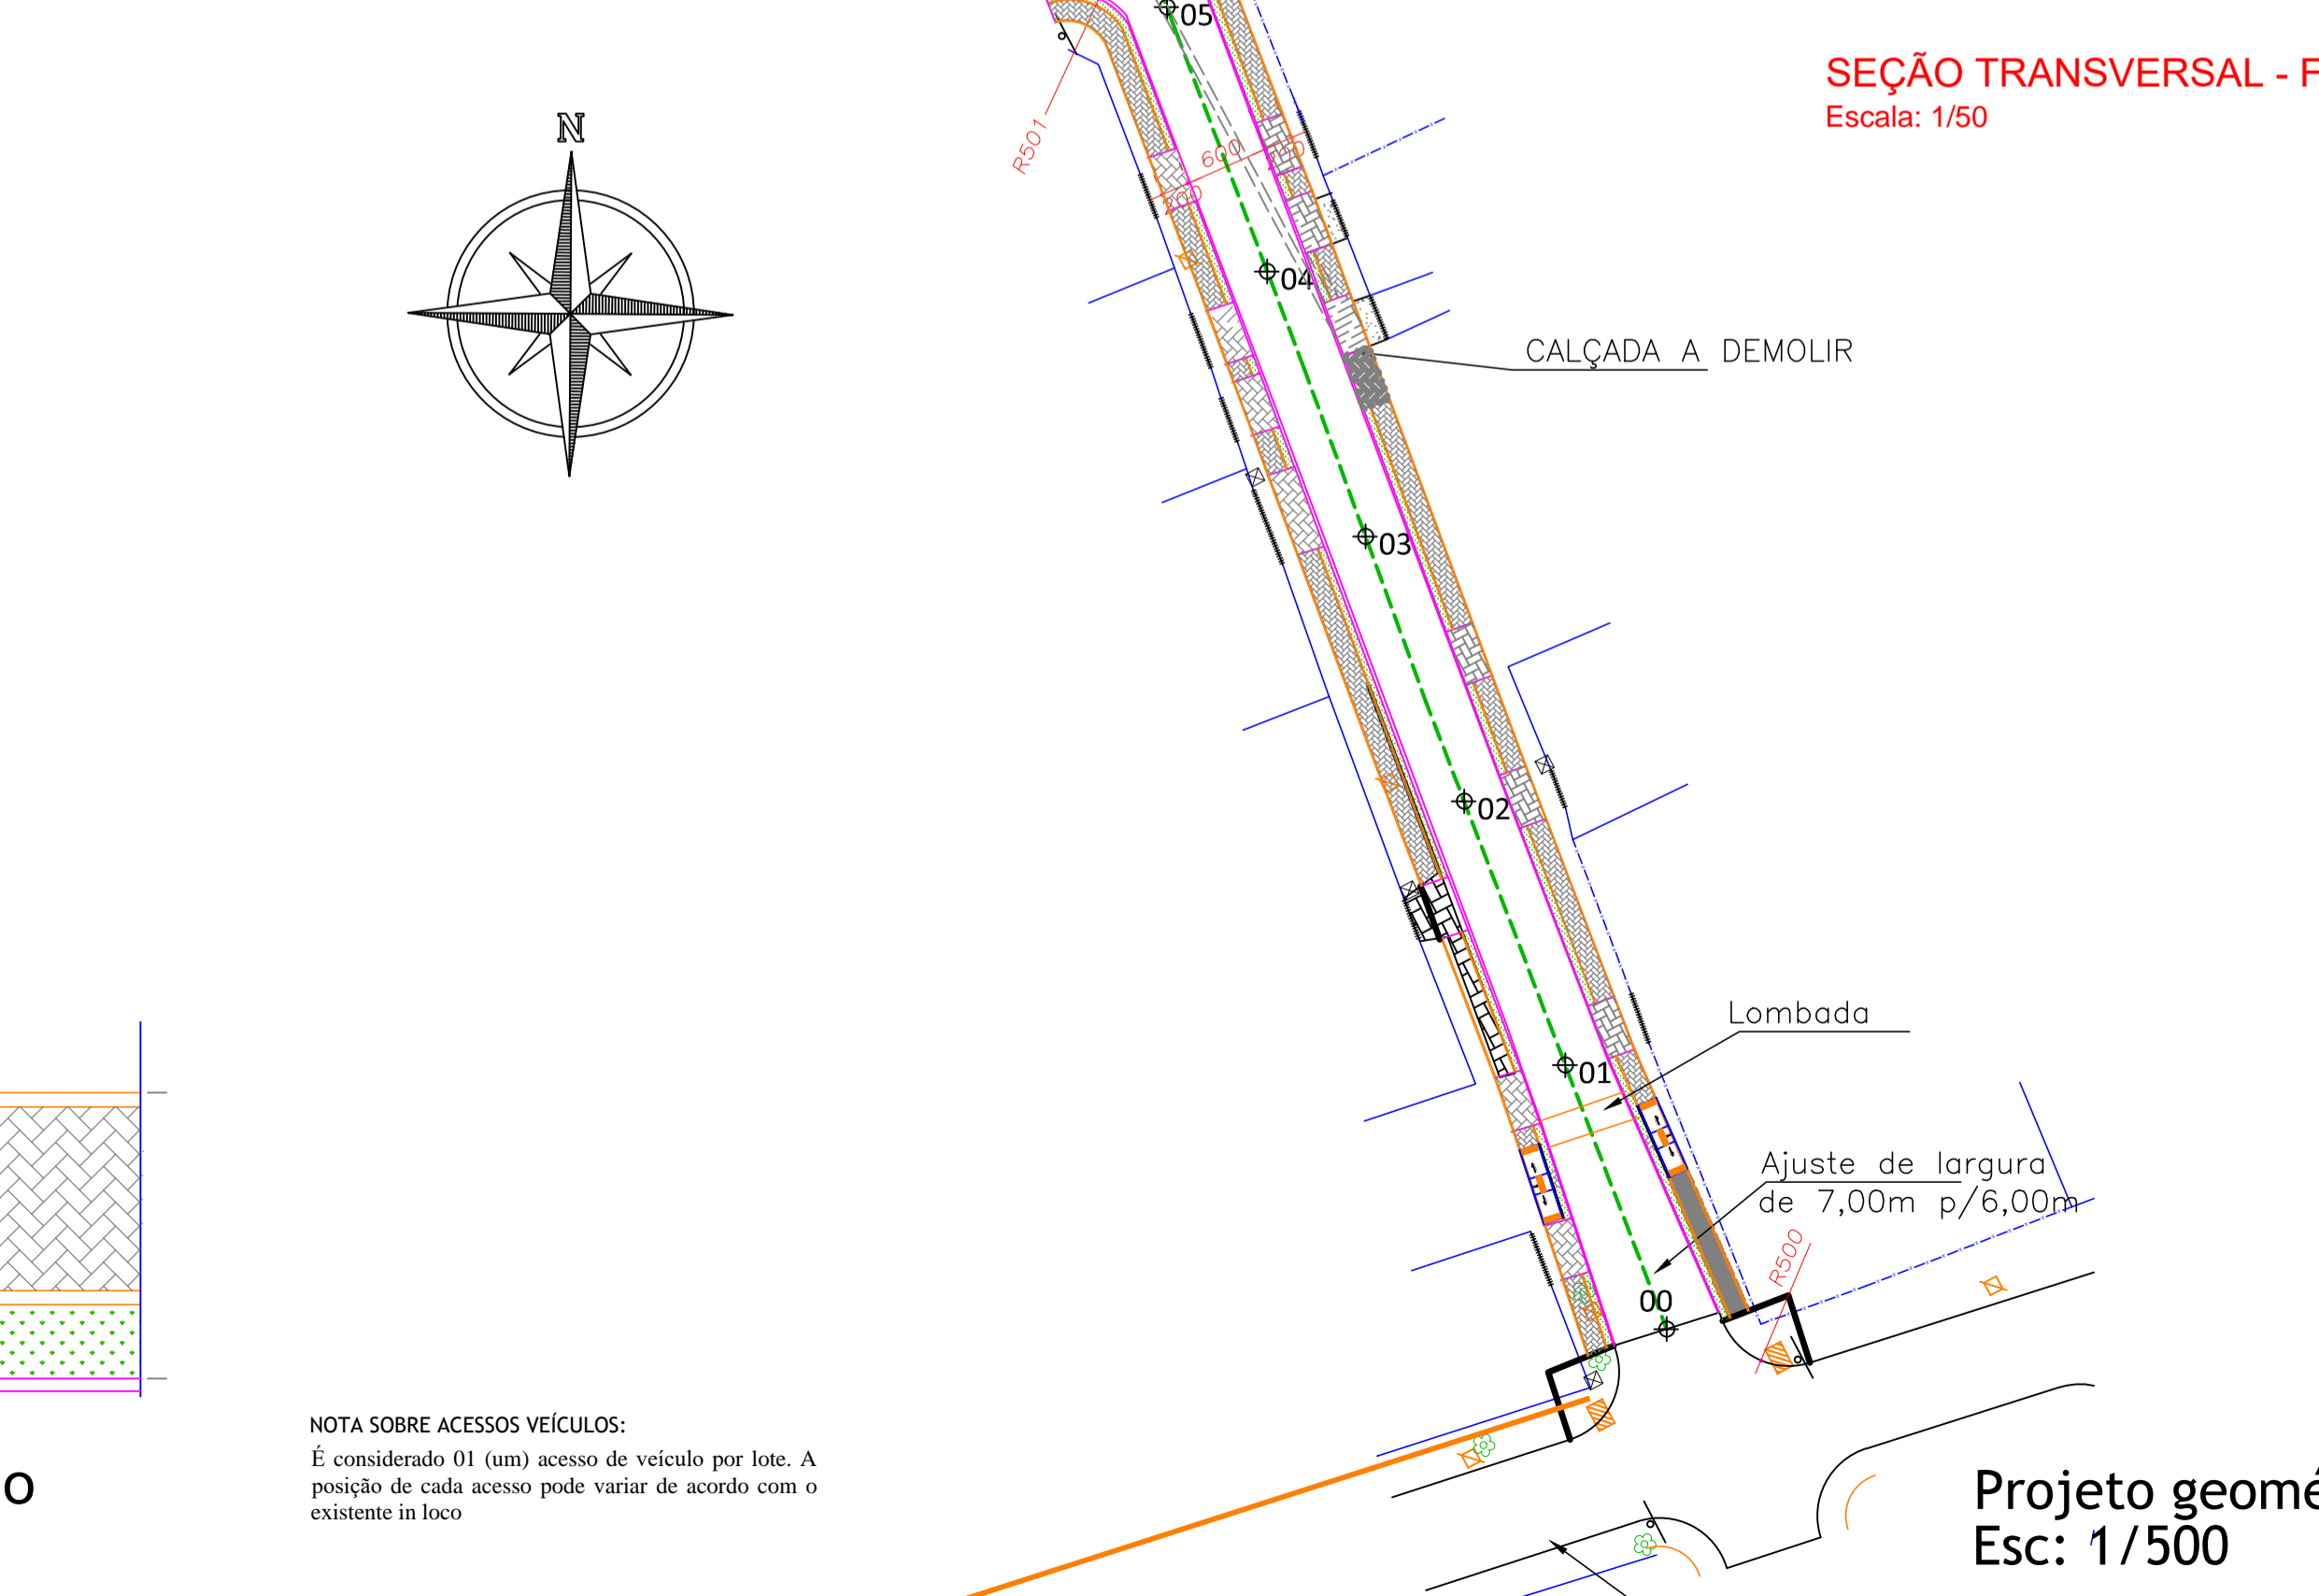 05
SEÇÃO TRANSVERSAL - F
Escala: 1/50
N
R501
600
200
04
CALÇADA A DEMOLIR
03
02
Lombada
01
Ajuste de largura
de 7,00m p/6,00m
R500
00
NOTA SOBRE ACESSOS VEÍCULOS:
É considerado 01 (um) acesso de veículo por lote. A
posição de cada acesso pode variar de acordo com o
existente in loco
o
Projeto geomé
Esc: 1/500